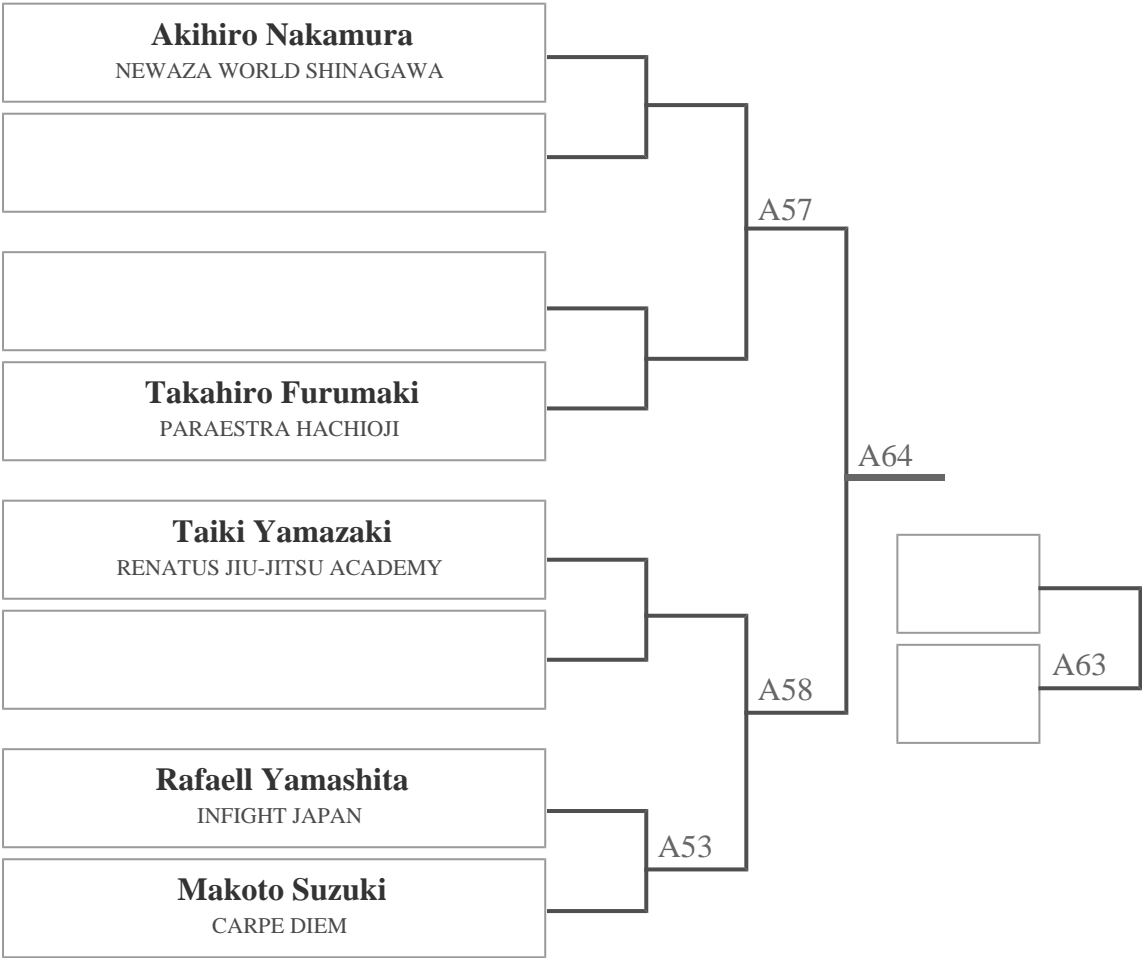 Akihiro Nakamura
NEWAZA WORLD SHINAGAWA
A57
Takahiro Furumaki
PARAESTRA HACHIOJI
A64
Taiki Yamazaki
RENATUS JIU-JITSU ACADEMY
A63
A58
Rafaell Yamashita
INFIGHT JAPAN
A53
Makoto Suzuki
CARPE DIEM